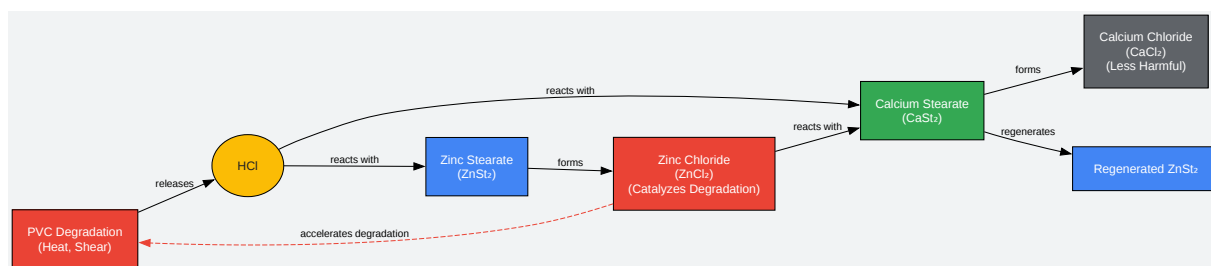 Calcium Chloride
(CaCl₂)
(Less Harmful)
forms
reacts with
Calcium Stearate
(CaSt₂)
reacts with
regenerates
HCl
reacts with
Zinc Stearate
(ZnSt₂)
forms
Zinc Chloride
(ZnCl₂)
(Catalyzes Degradation)
Regenerated ZnSt₂
releases
PVC Degradation
(Heat, Shear)
accelerates degradation